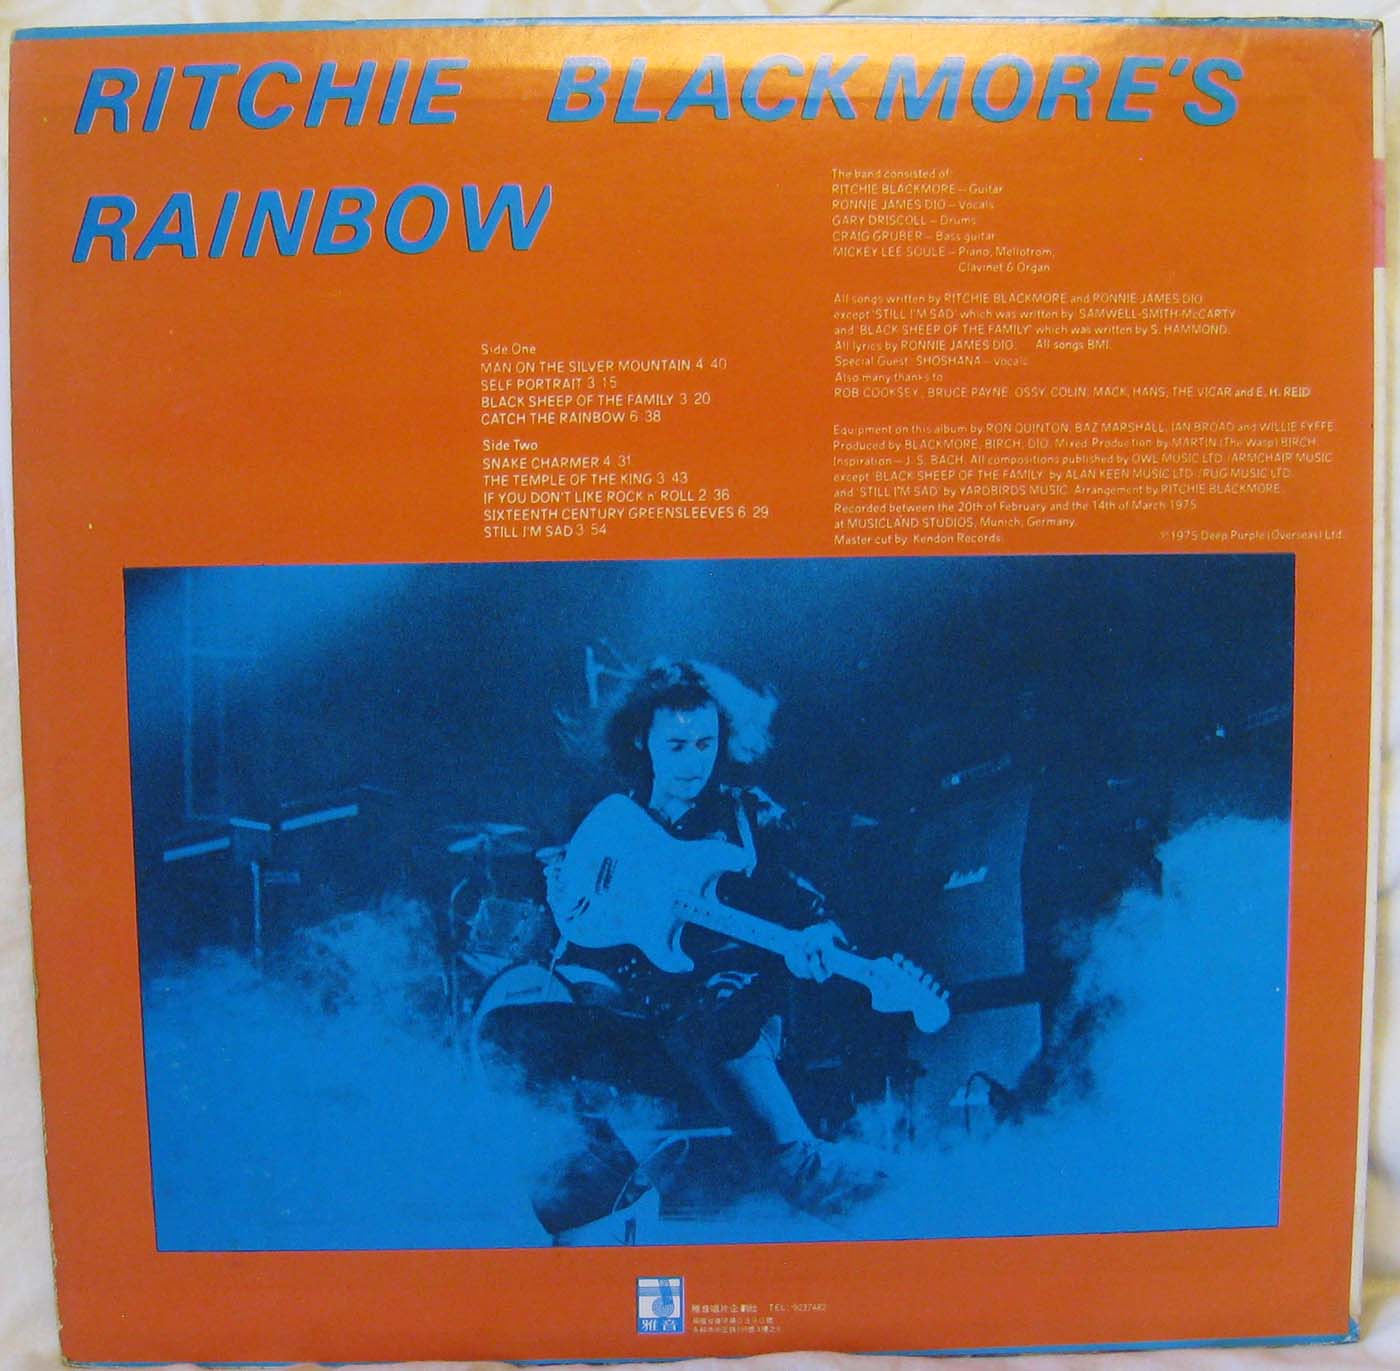 RITCHIE BLACKMORE'S
RAINBOW
The band consisted of
RITCHIE BLACKMORE – Guitar
RONNIE JAMES DIO – Vocals
GARY DRISCOLL – Drums
CRAIG GRUBER – Bass guitar
MICKEY LEE SOULE – Piano, Mellotrom,
Clavinet & Organ
All songs written by RITCHIE BLACKMORE and RONNIE JAMES DIO
except 'STILL I'M SAD' which was written by SAMWELL-SMITH-McCARTY
and 'BLACK SHEEP OF THE FAMILY' which was written by S. HAMMOND.
All lyrics by RONNIE JAMES DIO. All songs BMI.
Special Guest: SHOSHANA – Vocals
Also many thanks to
ROB COOKSEY, BRUCE PAYNE, OSSY, COLIN, MACK, HANS, THE VICAR and E. H. REID
Equipment on this album by RON QUINTON, BAZ MARSHALL, IAN BROAD and WILLIE FYFFE
Produced by BLACKMORE, BIRCH, DIO. Mixed Production by MARTIN (The Wasp) BIRCH.
Inspiration – J. S. BACH. All compositions published by OWL MUSIC LTD./ARMCHAIR MUSIC
except 'BLACK SHEEP OF THE FAMILY' by ALAN KEEN MUSIC LTD./RUG MUSIC LTD.
and 'STILL I'M SAD' by YARDBIRDS MUSIC. Arrangement by RITCHIE BLACKMORE.
Recorded between the 20th of February and the 14th of March 1975
at MUSICLAND STUDIOS, Munich, Germany.
Master cut by Kendon Records. ℗1975 Deep Purple (Overseas) Ltd.
Side One
MAN ON THE SILVER MOUNTAIN 4 40
SELF PORTRAIT 3 15
BLACK SHEEP OF THE FAMILY 3 20
CATCH THE RAINBOW 6 38
Side Two
SNAKE CHARMER 4 31
THE TEMPLE OF THE KING 3 43
IF YOU DON'T LIKE ROCK n' ROLL 2 36
SIXTEENTH CENTURY GREENSLEEVES 6 29
STILL I'M SAD 3 54
雅音
雅音唱片企劃社 TEL: 9237482